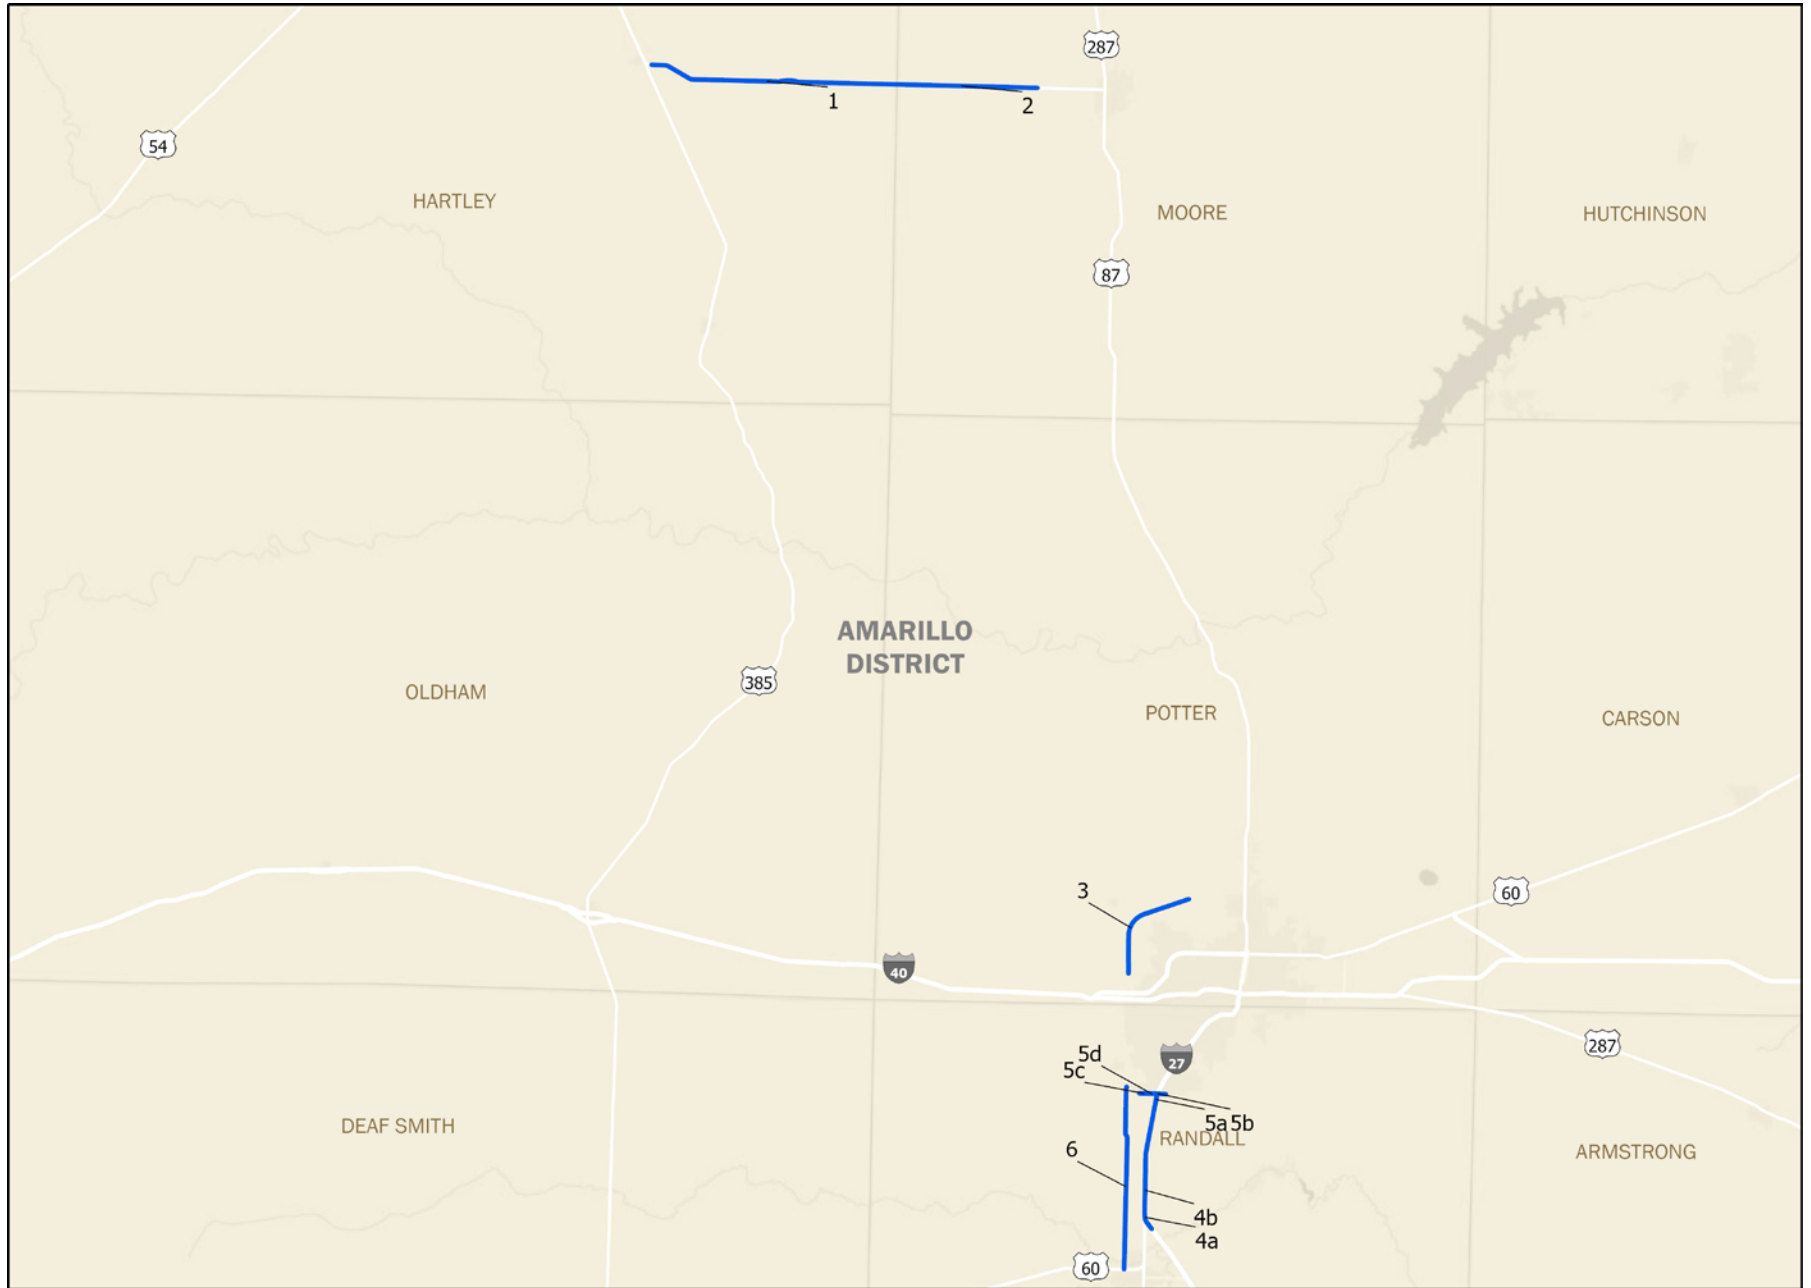 287
1
2
54
HARTLEY
MOORE
HUTCHINSON
87
AMARILLO
DISTRICT
385
OLDHAM
POTTER
CARSON
3
60
40
287
5d
27
5c
5a 5b
DEAF SMITH
RANDALL
6
ARMSTRONG
4b
4a
60